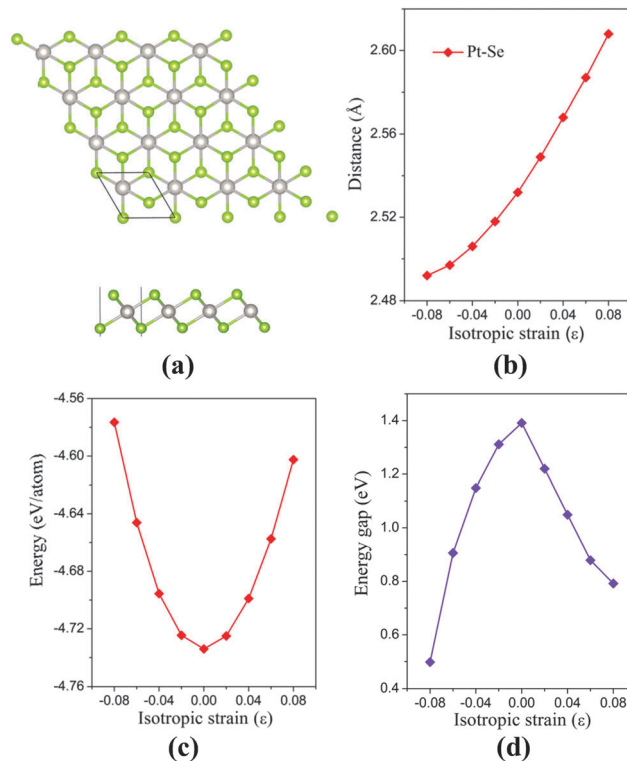 (a)
2.60
2.56
2.52
2.48
Distance (Å)
Pt-Se
-0.08 -0.04 0.00 0.04 0.08
Isotropic strain (ε)
(b)
-4.56
-4.60
-4.64
-4.68
-4.72
-4.76
Energy (eV/atom)
-0.08 -0.04 0.00 0.04 0.08
Isotropic strain (ε)
(c)
1.4
1.2
1.0
0.8
0.6
0.4
Energy gap (eV)
-0.08 -0.04 0.00 0.04 0.08
Isotropic strain (ε)
(d)